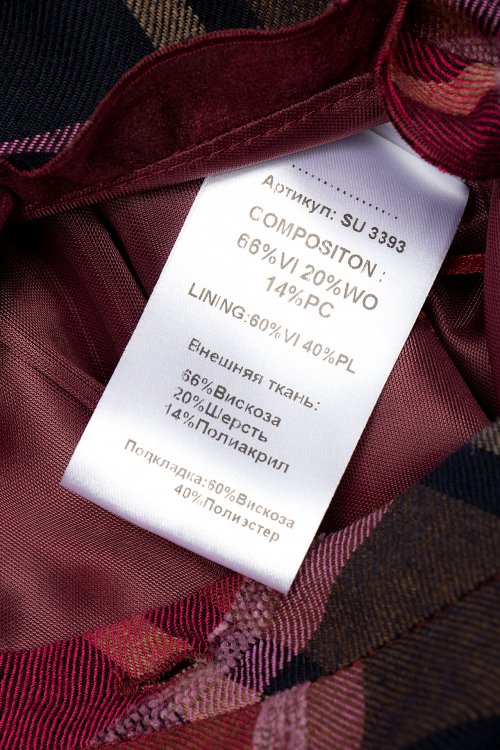 Артикул: SU 3393
COMPOSITON:
66%VI 20%WO
14%PC
LINING:60%VI 40%PL
Внешняя ткань:
66%Вискоза
20%Шерсть
14%Полиакрил
Подкладка:60%Вискоза
40%Полиэстер